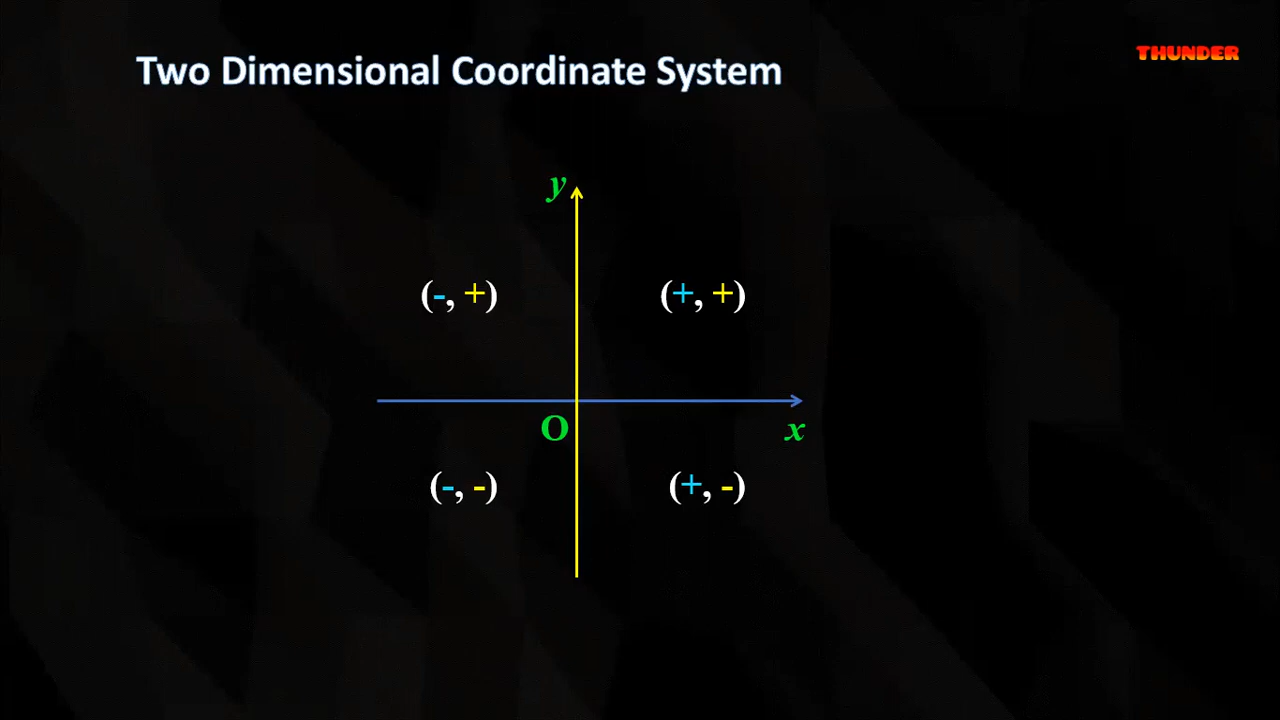 Two Dimensional Coordinate System
THUNDER
y
(-, +)
(+, +)
O
x
(-, -)
(+, -)